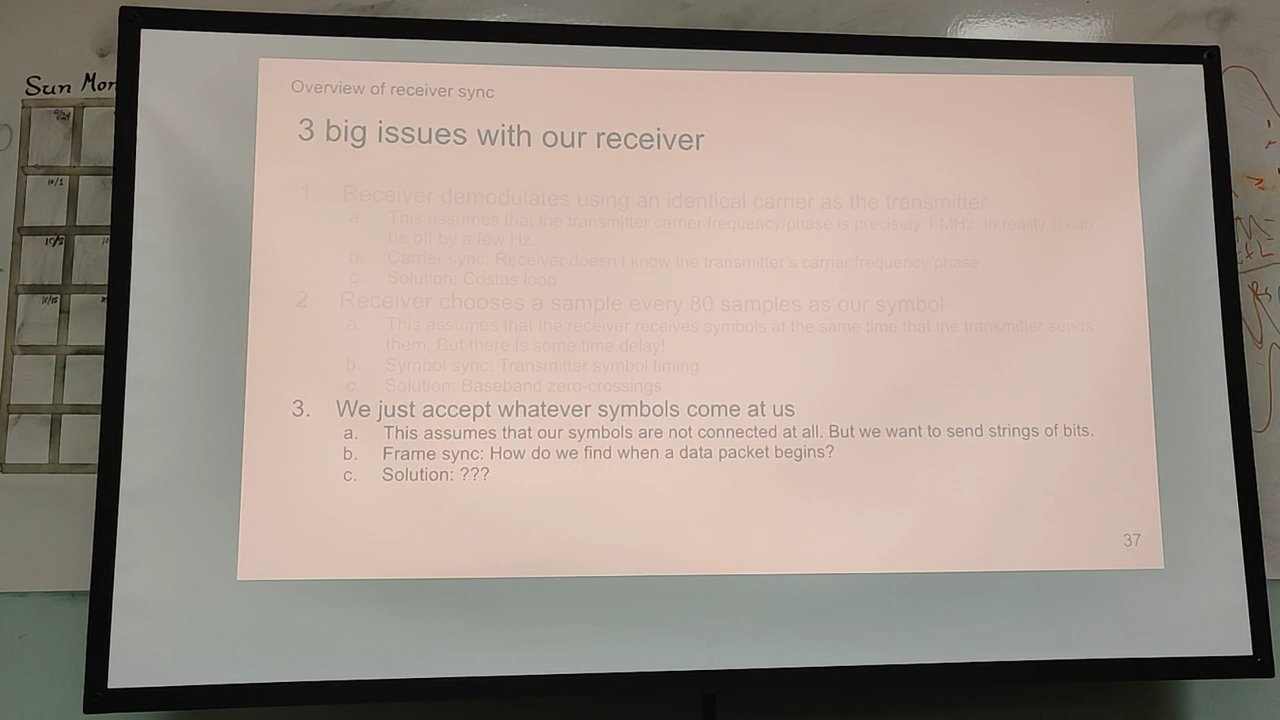 Sun Mon
10/1
10/15
Overview of receiver sync
3 big issues with our receiver
1. Receiver demodulates using an identical carrier as the transmitter
a. This assumes that the transmitter carrier frequency/phase is precisely 1 MHz. In reality, it can
be off by a few Hz.
b. Carrier sync: Receiver doesn't know the transmitter's carrier frequency/phase
c. Solution: Costas loop
2. Receiver chooses a sample every 80 samples as our symbol
a. This assumes that the receiver receives symbols at the same time that the transmitter sends
them. But there is some time delay!
b. Symbol sync: Transmitter symbol timing
c. Solution: Baseband zero-crossings
3. We just accept whatever symbols come at us
a. This assumes that our symbols are not connected at all. But we want to send strings of bits.
b. Frame sync: How do we find when a data packet begins?
c. Solution: ???
37